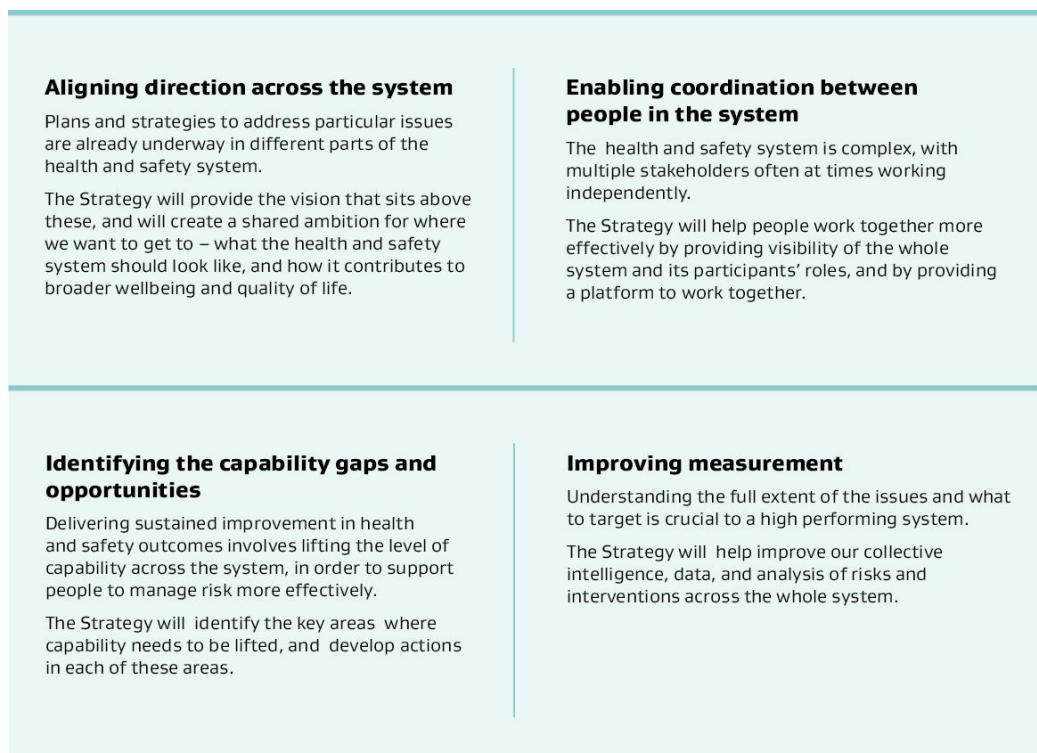 Aligning direction across the system
Plans and strategies to address particular issues
are already underway in different parts of the
health and safety system.
The Strategy will provide the vision that sits above
these, and will create a shared ambition for where
we want to get to – what the health and safety
system should look like, and how it contributes to
broader wellbeing and quality of life.
Enabling coordination between
people in the system
The health and safety system is complex, with
multiple stakeholders often at times working
independently.
The Strategy will help people work together more
effectively by providing visibility of the whole
system and its participants’ roles, and by providing
a platform to work together.
Identifying the capability gaps and
opportunities
Delivering sustained improvement in health
and safety outcomes involves lifting the level of
capability across the system, in order to support
people to manage risk more effectively.
The Strategy will identify the key areas where
capability needs to be lifted, and develop actions
in each of these areas.
Improving measurement
Understanding the full extent of the issues and what
to target is crucial to a high performing system.
The Strategy will help improve our collective
intelligence, data, and analysis of risks and
interventions across the whole system.